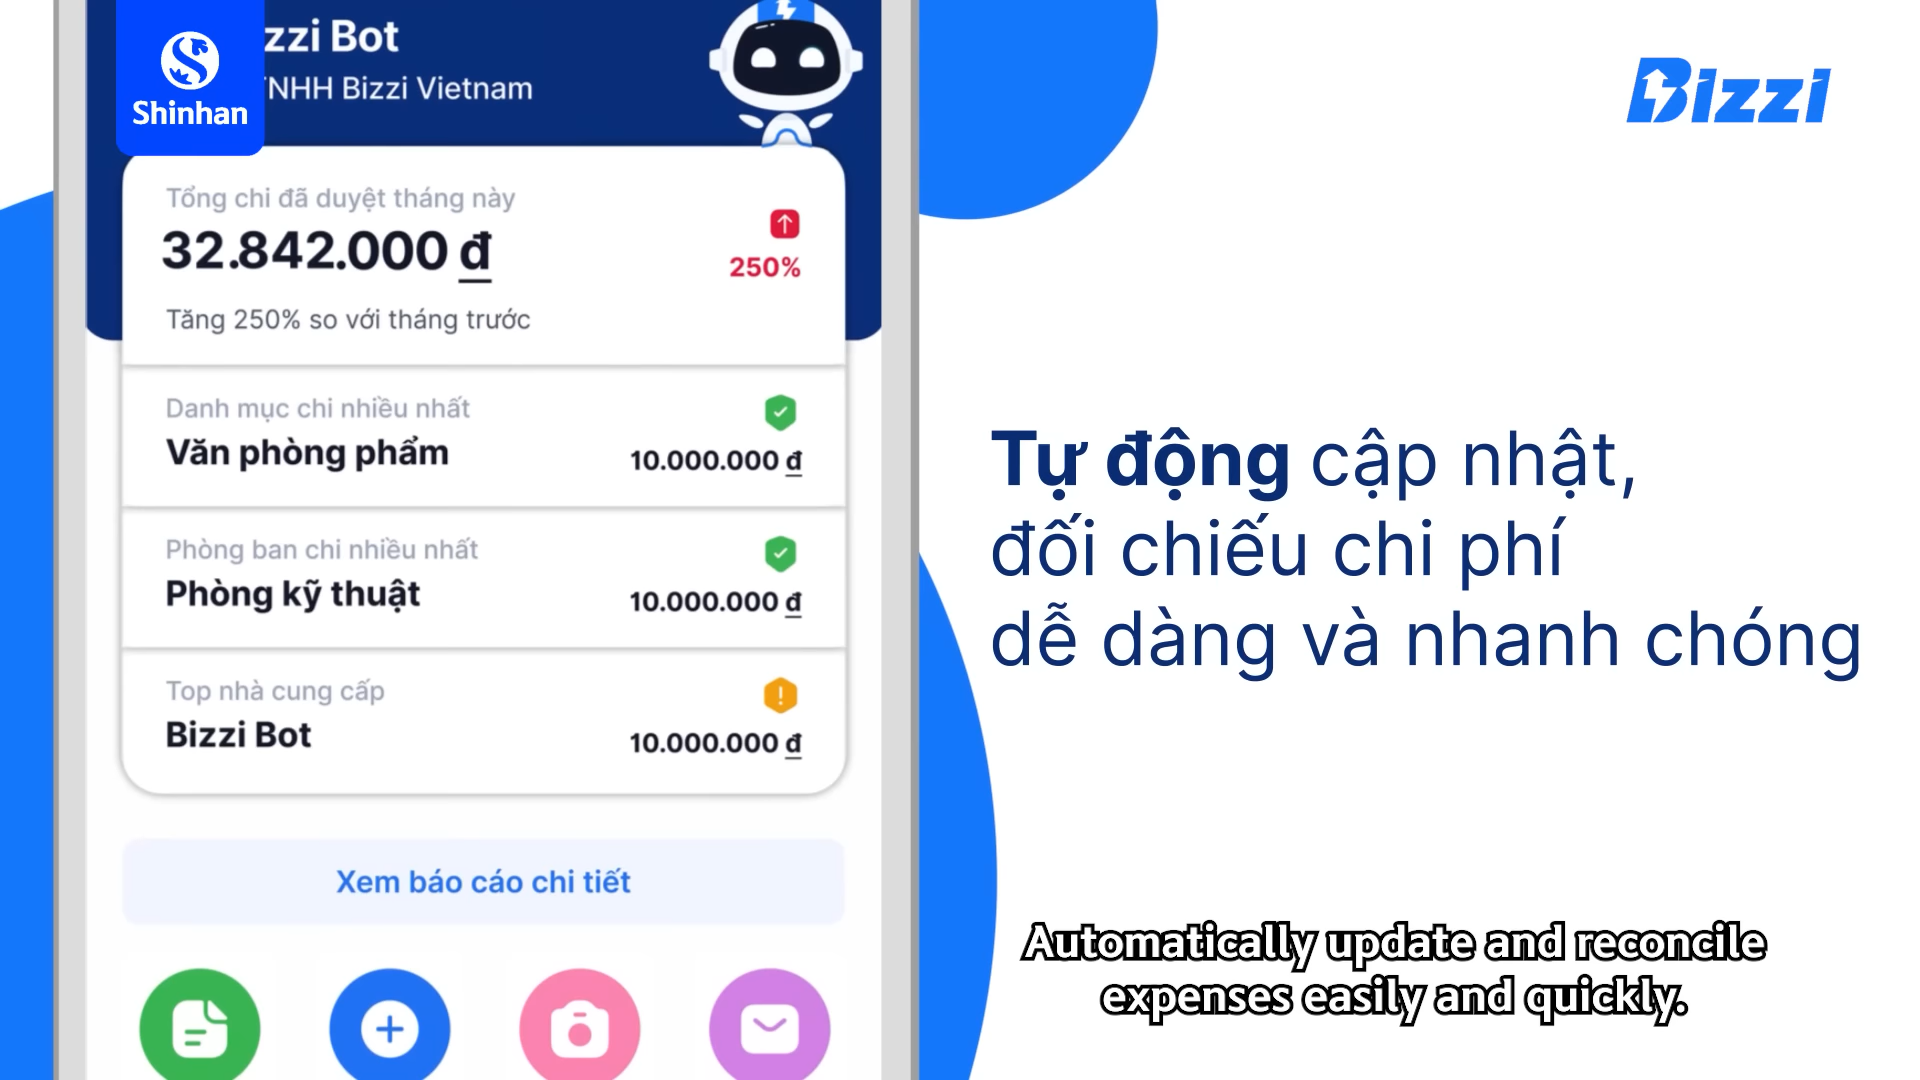 zzi Bot
TNHH Bizzi Vietnam
Shinhan
Bizzi
Tổng chi đã duyệt tháng này
32.842.000 đ
250%
Tăng 250% so với tháng trước
Danh mục chi nhiều nhất
Văn phòng phẩm
10.000.000 đ
Phòng ban chi nhiều nhất
Phòng kỹ thuật
10.000.000 đ
Top nhà cung cấp
Bizzi Bot
10.000.000 đ
Xem báo cáo chi tiết
Tự động cập nhật,
đối chiếu chi phí
dễ dàng và nhanh chóng
Automatically update and reconcile
expenses easily and quickly.